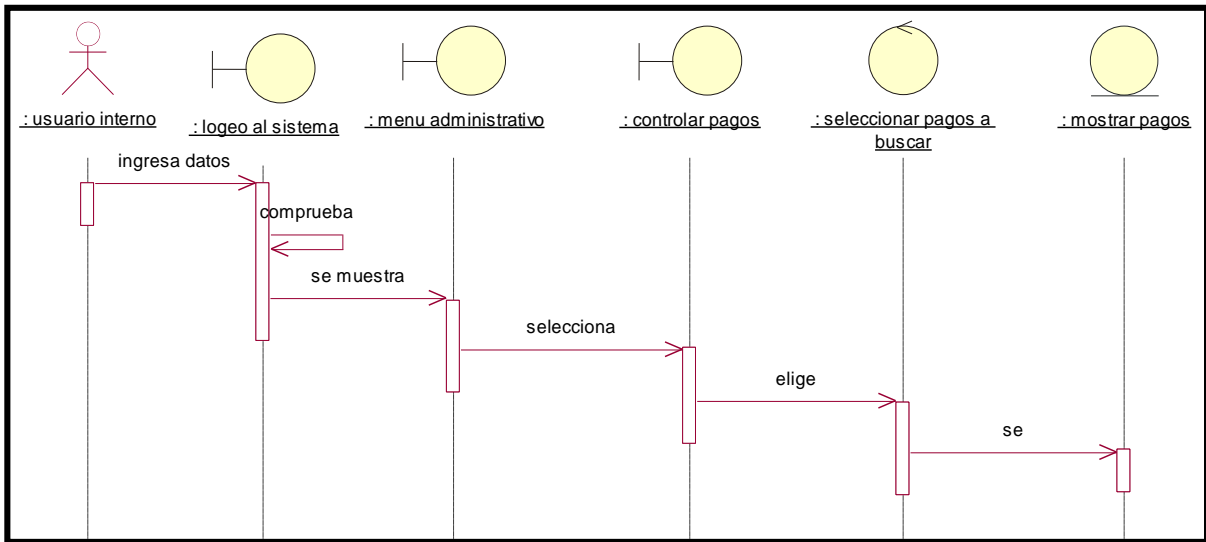 : usuario interno
: logeo al sistema
: menu administrativo
: controlar pagos
: seleccionar pagos a
buscar
: mostrar pagos
ingresa datos
comprueba
se muestra
selecciona
elige
se